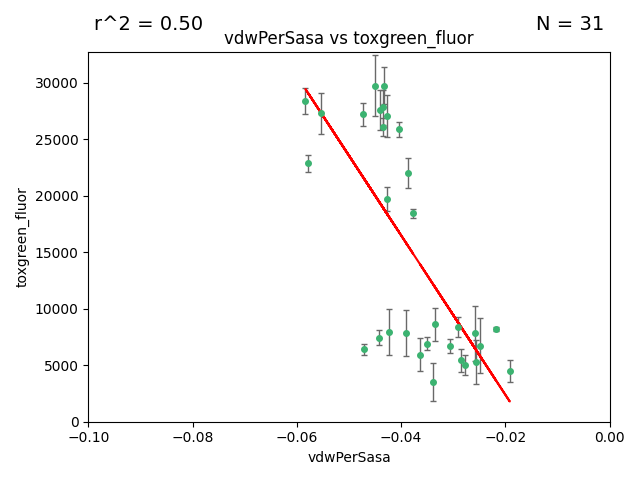 r^2 = 0.50
N = 31
vdwPerSasa vs toxgreen_fluor
30000
25000
20000
15000
10000
5000
0
toxgreen_fluor
−0.10
−0.08
−0.06
−0.04
−0.02
0.00
vdwPerSasa